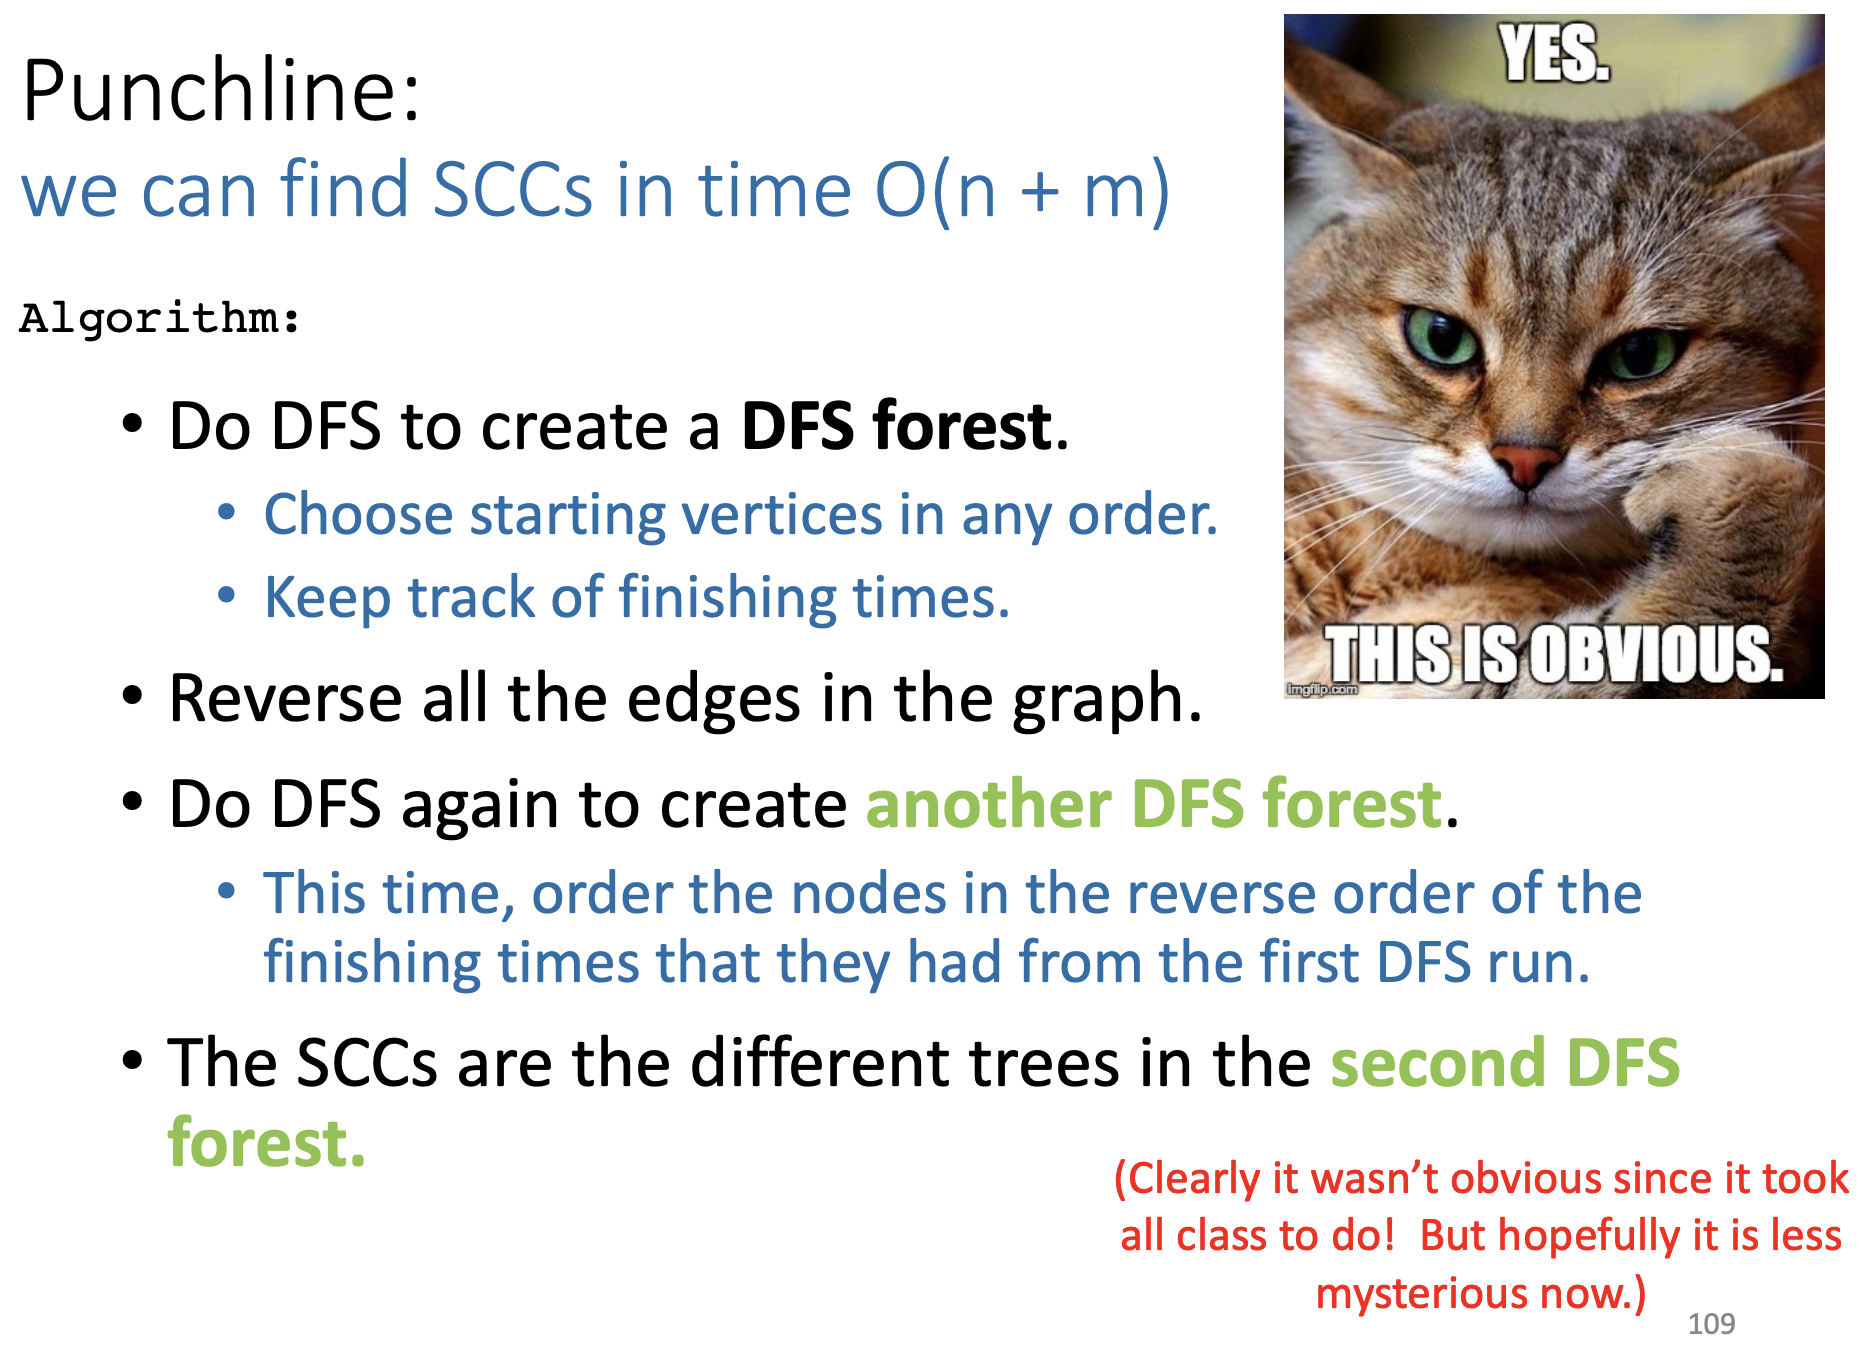 Punchline:
we can find SCCs in time O(n + m)
YES.
THIS IS OBVIOUS.
imgflip.com
Algorithm:
• Do DFS to create a DFS forest.
• Choose starting vertices in any order.
• Keep track of finishing times.
• Reverse all the edges in the graph.
• Do DFS again to create another DFS forest.
• This time, order the nodes in the reverse order of the
finishing times that they had from the first DFS run.
• The SCCs are the different trees in the second DFS
forest.
(Clearly it wasn't obvious since it took
all class to do! But hopefully it is less
mysterious now.)
109